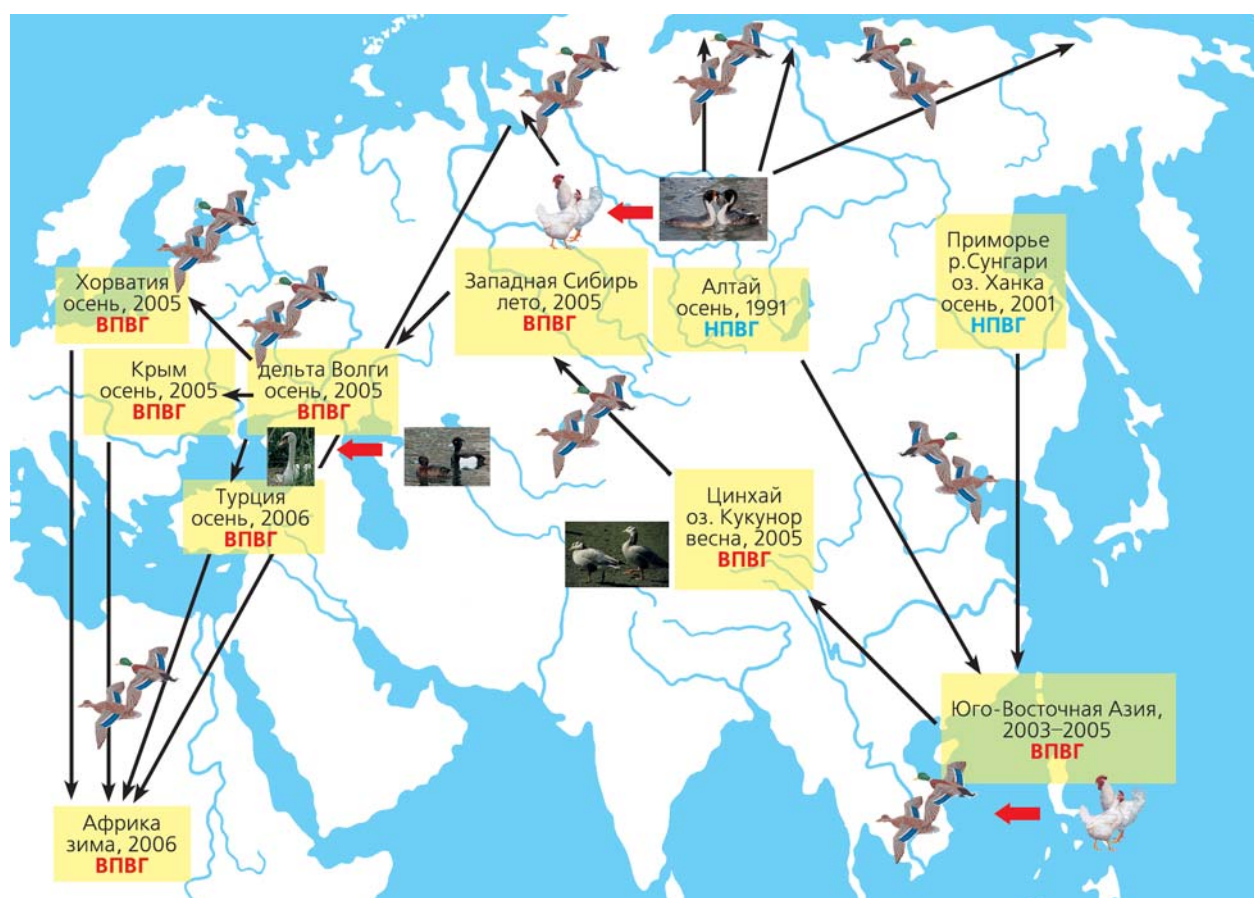 Хорватия
осень, 2005
ВПВГ
Крым
осень, 2005
ВПВГ
дельта Волги
осень, 2005
ВПВГ
Турция
осень, 2006
ВПВГ
Африка
зима, 2006
ВПВГ
Западная Сибирь
лето, 2005
ВПВГ
Алтай
осень, 1991
НПВГ
Приморье
р.Сунгари
оз. Ханка
осень, 2001
НПВГ
Цинхай
оз. Кукунор
весна, 2005
ВПВГ
Юго-Восточная Азия,
2003–2005
ВПВГ